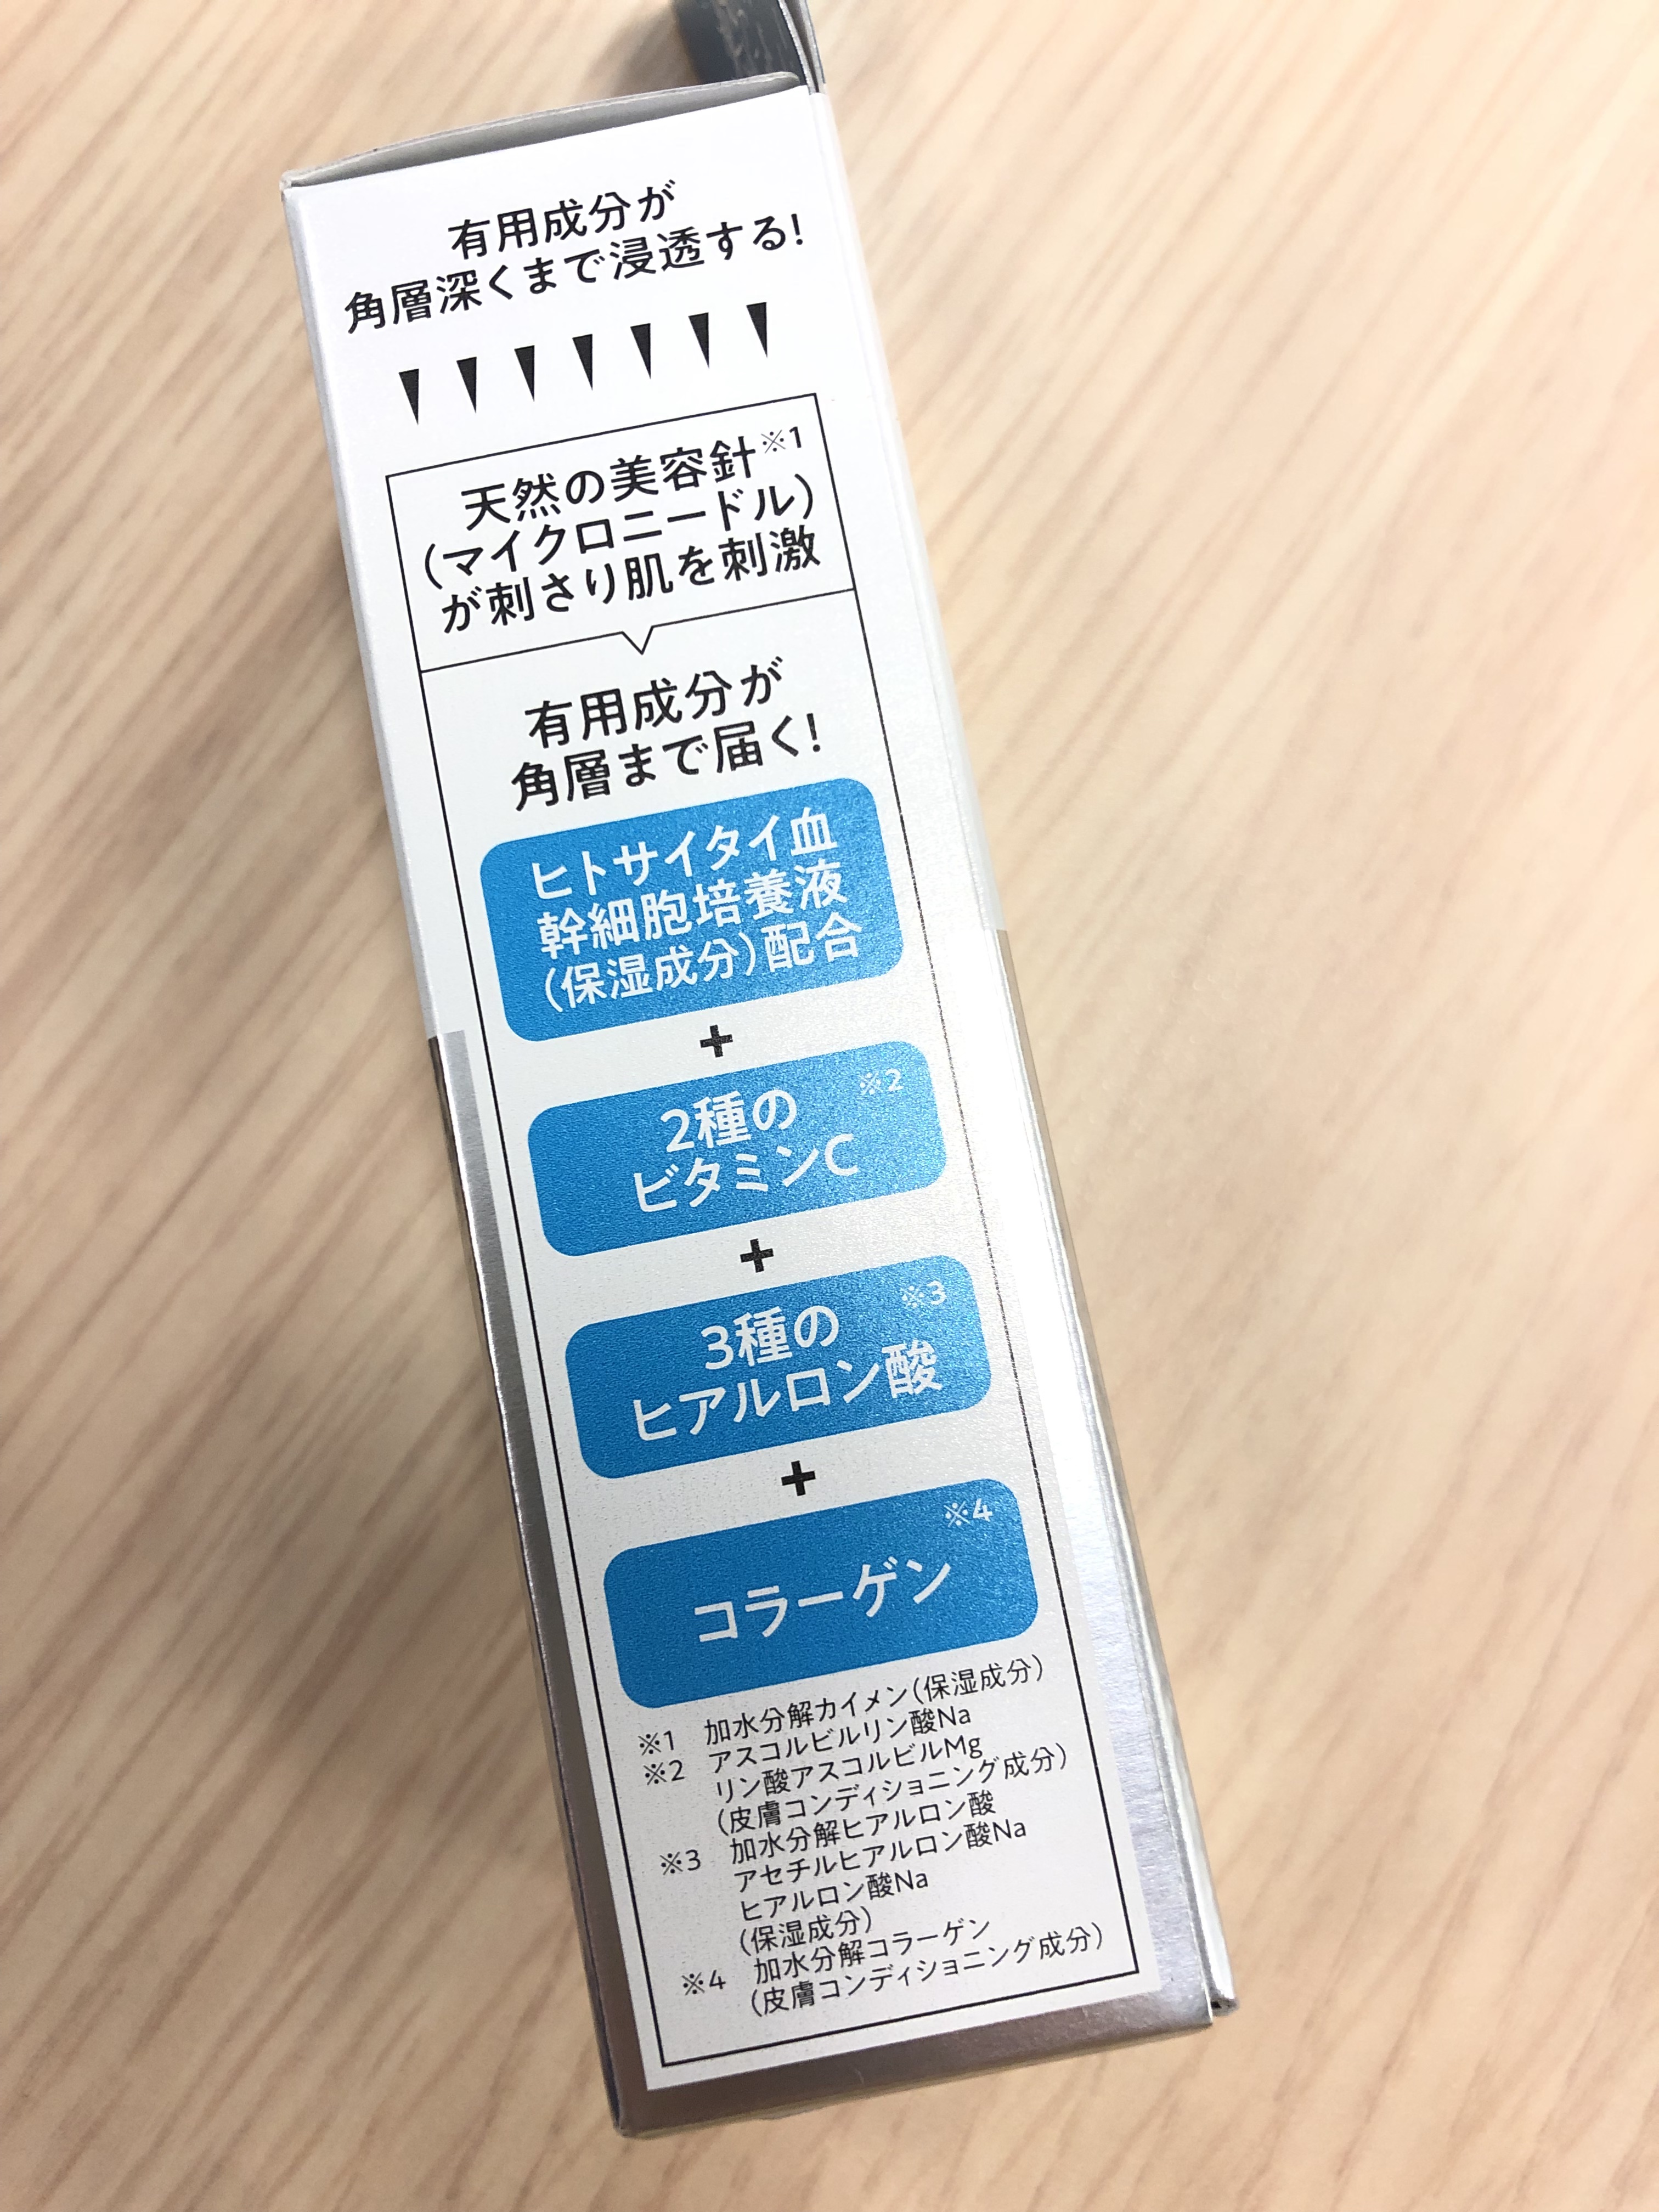 有用成分が
角層深くまで浸透する!
天然の美容針※1
(マイクロニードル)
が刺さり肌を刺激
有用成分が
角層まで届く!
ヒトサイタイ血
幹細胞培養液
(保湿成分)配合
+
2種の※2
ビタミンC
+
3種の※3
ヒアルロン酸
+
コラーゲン※4
※1 加水分解カイメン(保湿成分)
※2 アスコルビルリン酸Na
リン酸アスコルビルMg
(皮膚コンディショニング成分)
※3 加水分解ヒアルロン酸
アセチルヒアルロン酸Na
ヒアルロン酸Na
(保湿成分)
※4 加水分解コラーゲン
(皮膚コンディショニング成分)